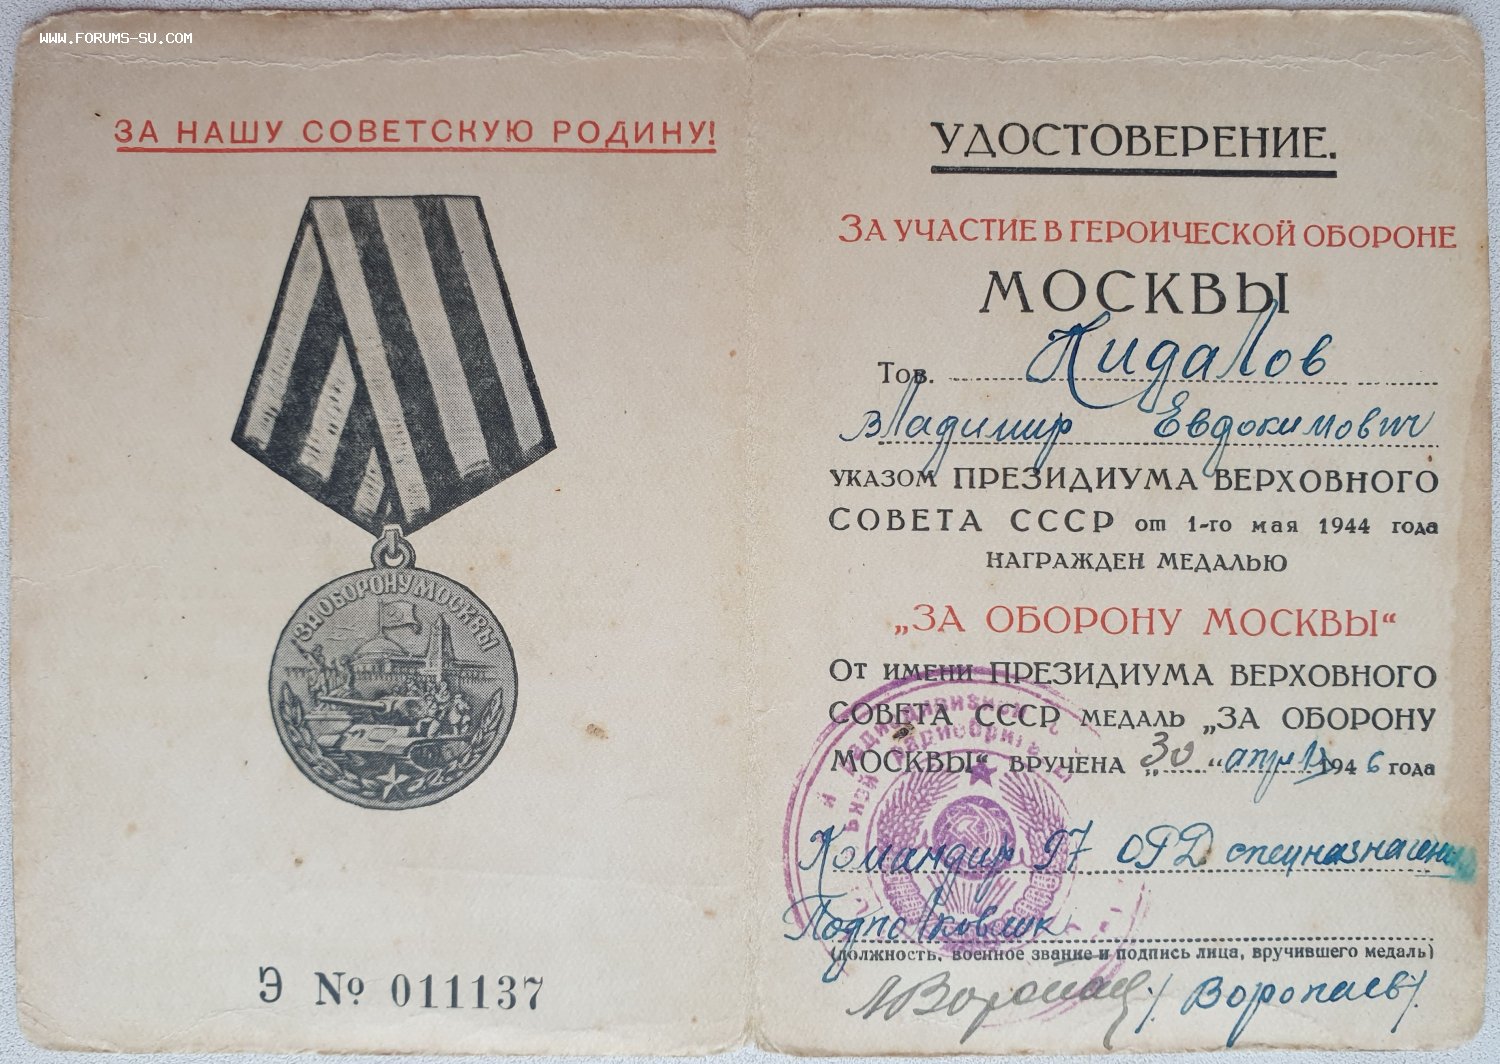 www.forums-su.com
ЗА НАШУ СОВЕТСКУЮ РОДИНУ!
ЗА ОБОРОНУ МОСКВЫ
Э № 011137
УДОСТОВЕРЕНИЕ.
ЗА УЧАСТИЕ В ГЕРОИЧЕСКОЙ ОБОРОНЕ
МОСКВЫ
Тов. Нидалов
Владимир Евдокимович
УКАЗОМ ПРЕЗИДИУМА ВЕРХОВНОГО
СОВЕТА СССР от 1-го мая 1944 года
НАГРАЖДЕН МЕДАЛЬЮ
„ЗА ОБОРОНУ МОСКВЫ“
От имени ПРЕЗИДИУМА ВЕРХОВНОГО
СОВЕТА СССР МЕДАЛЬ „ЗА ОБОРОНУ
МОСКВЫ“ ВРУЧЕНА „30“ апреля 1946 года
Командир 97 ОРД спецназначения
Подполковник
(должность, военное звание и подпись лица, вручившего медаль)
Воропаев /Воропаев/.